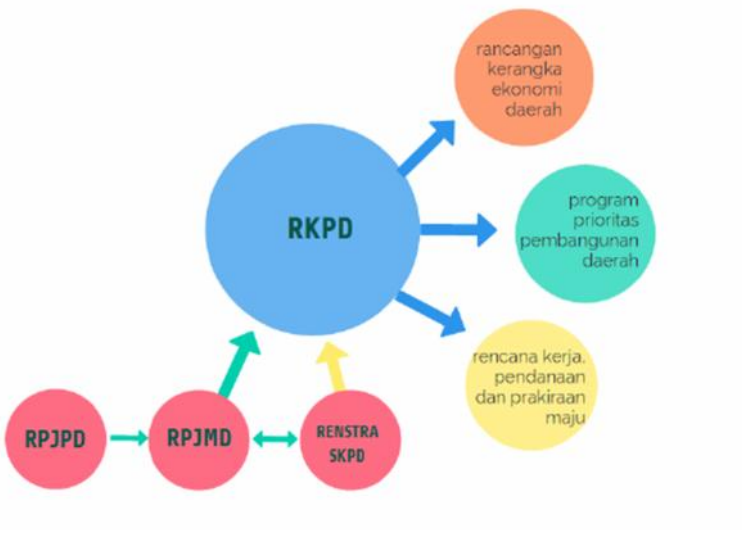 rancangan
kerangka
ekonomi
daerah
RKPD
program
prioritas
pembangunan
daerah
rencana kerja,
pendanaan
dan prakiraan
maju
RPJPD
RPJMD
RENSTRA
SKPD